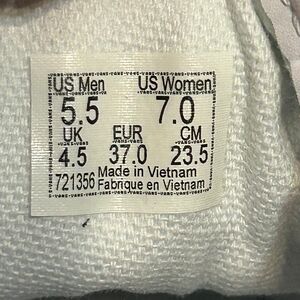 US Men US Women
5.5 7.0
UK EUR CM
4.5 37.0 23.5
Made in Vietnam
721356 Fabrique en Vietnam